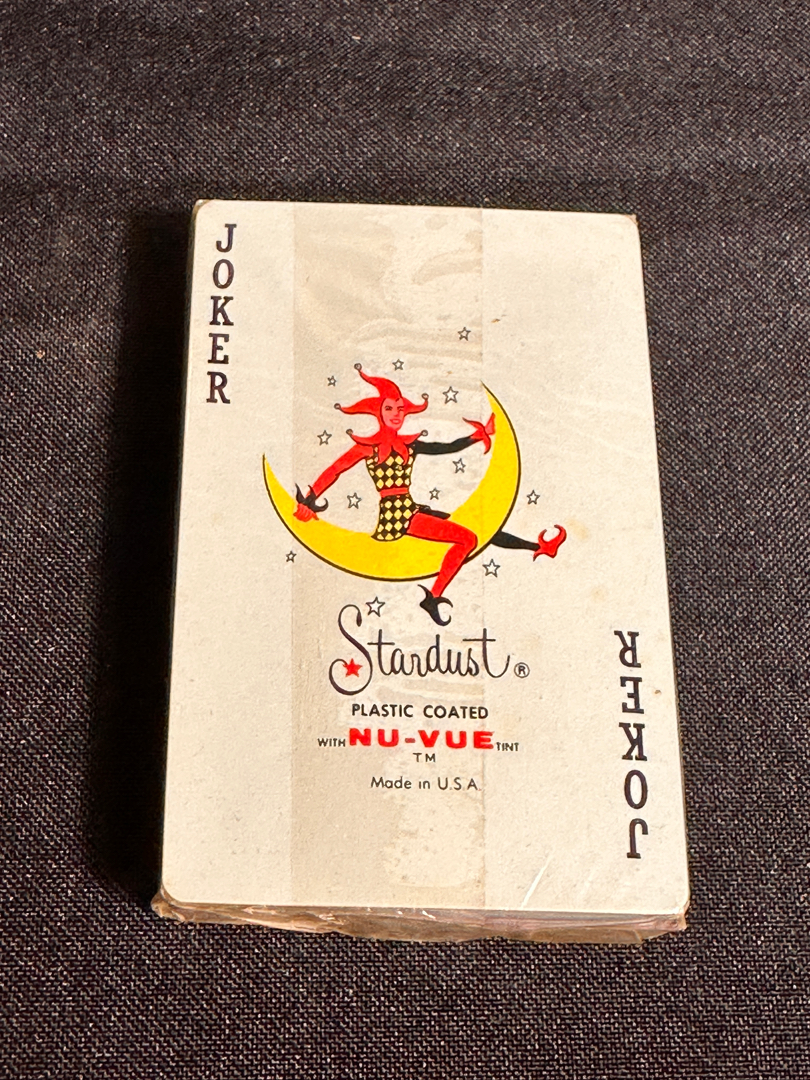 JOKER
Stardust®
PLASTIC COATED
WITH NU-VUE TINT
TM
Made in U.S.A.
JOKER